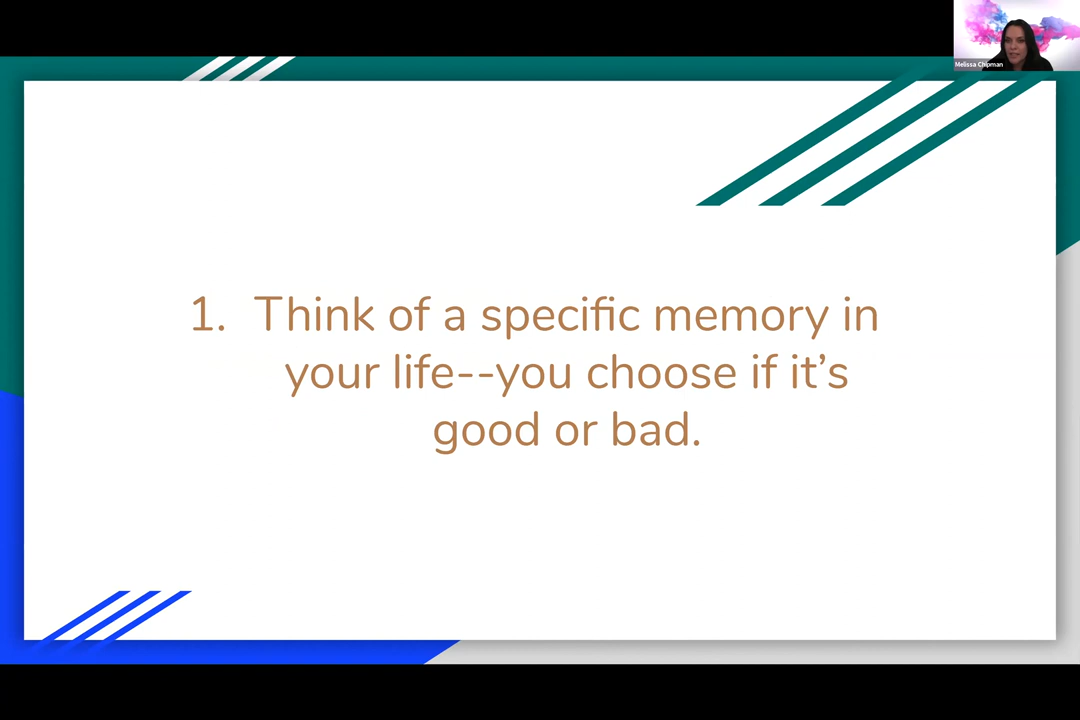 Melissa Chipman
1. Think of a specific memory in
your life--you choose if it’s
good or bad.